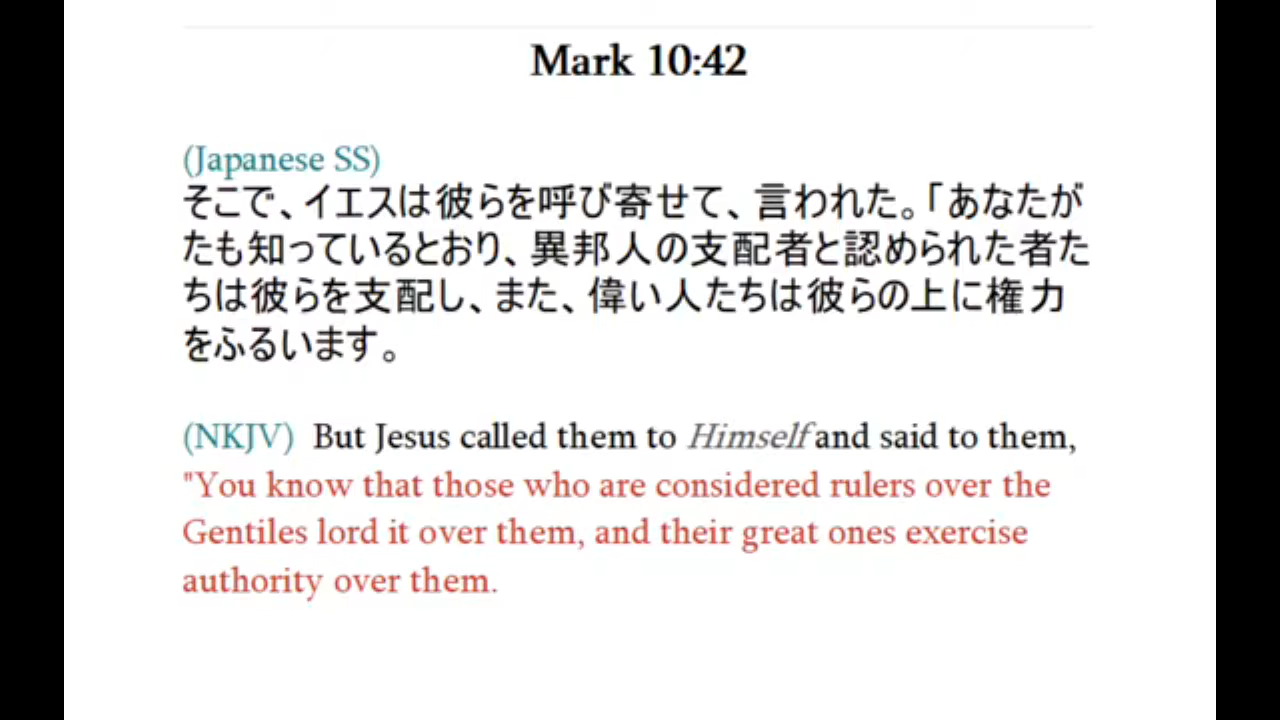 Mark 10:42
(Japanese SS)
そこで、イエスは彼らを呼び寄せて、言われた。「あなたが
たも知っているとおり、異邦人の支配者と認められた者た
ちは彼らを支配し、また、偉い人たちは彼らの上に権力
をふるいます。
(NKJV) But Jesus called them to Himself and said to them,
"You know that those who are considered rulers over the
Gentiles lord it over them, and their great ones exercise
authority over them.